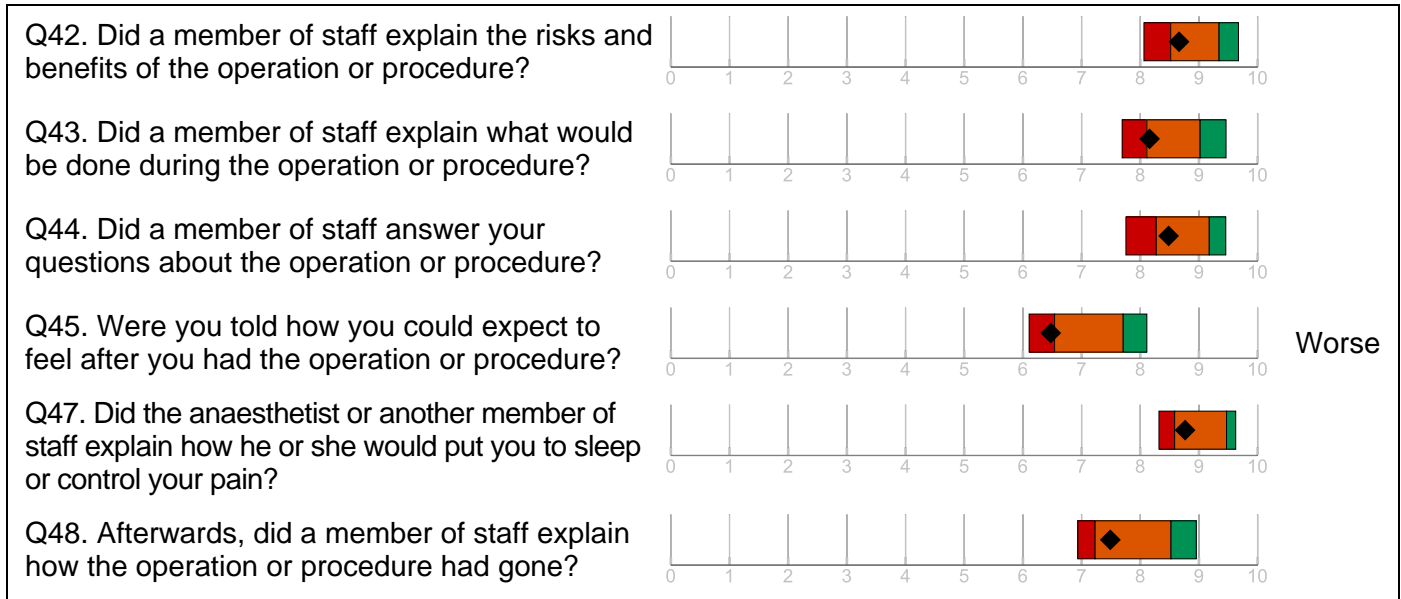 Q42. Did a member of staff explain the risks and
benefits of the operation or procedure?
0 1 2 3 4 5 6 7 8 9 10
Q43. Did a member of staff explain what would
be done during the operation or procedure?
0 1 2 3 4 5 6 7 8 9 10
Q44. Did a member of staff answer your
questions about the operation or procedure?
0 1 2 3 4 5 6 7 8 9 10
Q45. Were you told how you could expect to
feel after you had the operation or procedure?
Worse
0 1 2 3 4 5 6 7 8 9 10
Q47. Did the anaesthetist or another member of
staff explain how he or she would put you to sleep
or control your pain?
0 1 2 3 4 5 6 7 8 9 10
Q48. Afterwards, did a member of staff explain
how the operation or procedure had gone?
0 1 2 3 4 5 6 7 8 9 10